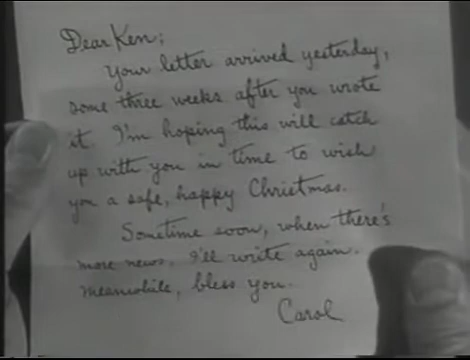 Dear Ken;
Your letter arrived yesterday,
some three weeks after you wrote
it. I'm hoping this will catch
up with you in time to wish
you a safe, happy Christmas.
Sometime soon, when there's
more news, I'll write again.
Meanwhile, bless you.
Carol